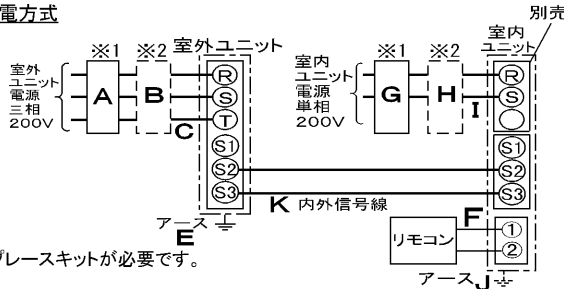 電方式
別売
※1 ※2 室外ユニット
※1 ※2 室内ユニット
室外
ユニット
電源
三相
200V
A
B
C
R
S
T
S1
S2
S3
アース
E
室内
ユニット
電源
単相
200V
G
H
I
R
S
S1
S2
S3
K 内外信号線
F
リモコン
1
2
アース
J
プレースキットが必要です。